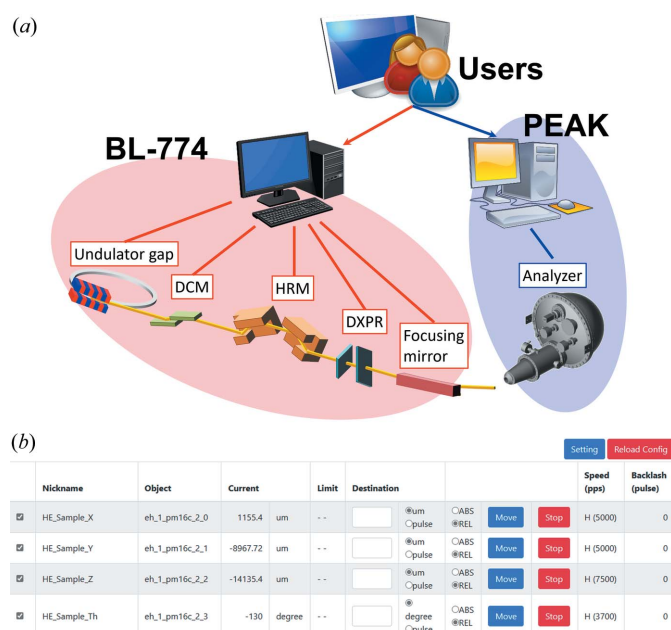 (a)
Users
PEAK
BL-774
Undulator gap
DCM
HRM
DXPR
Focusing
mirror
Analyzer
(b)
Setting Reload Config
Nickname Object Current Limit Destination Speed (pps) Backlash (pulse)
HE_Sample_X eh_1_pm16c_2_0 1155.4 um -- um pulse ABS REL Move Stop H (5000) 0
HE_Sample_Y eh_1_pm16c_2_1 -8967.72 um -- um pulse ABS REL Move Stop H (5000) 0
HE_Sample_Z eh_1_pm16c_2_2 -14135.4 um -- um pulse ABS REL Move Stop H (7500) 0
HE_Sample_Th eh_1_pm16c_2_3 -130 degree -- degree pulse ABS REL Move Stop H (3700) 0